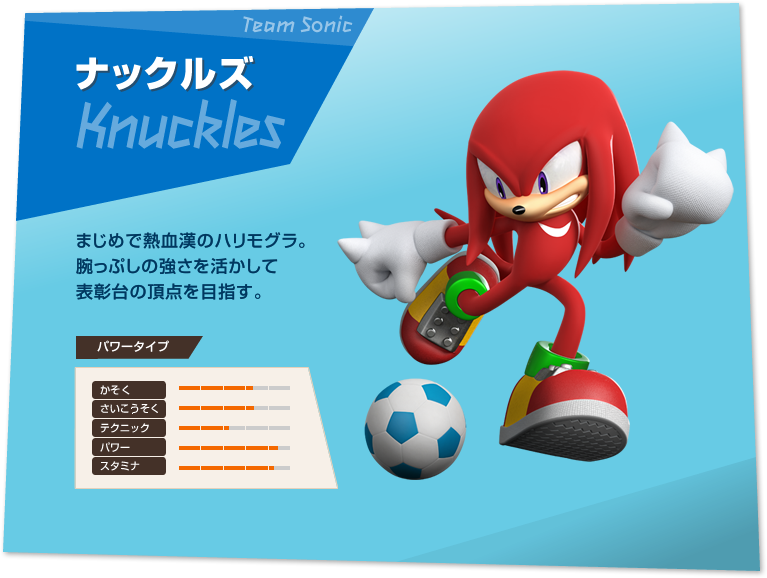 Team Sonic
ナックルズ
Knuckles
まじめで熱血漢のハリモグラ。
腕っぷしの強さを活かして
表彰台の頂点を目指す。
パワータイプ
かそく
さいこうそく
テクニック
パワー
スタミナ